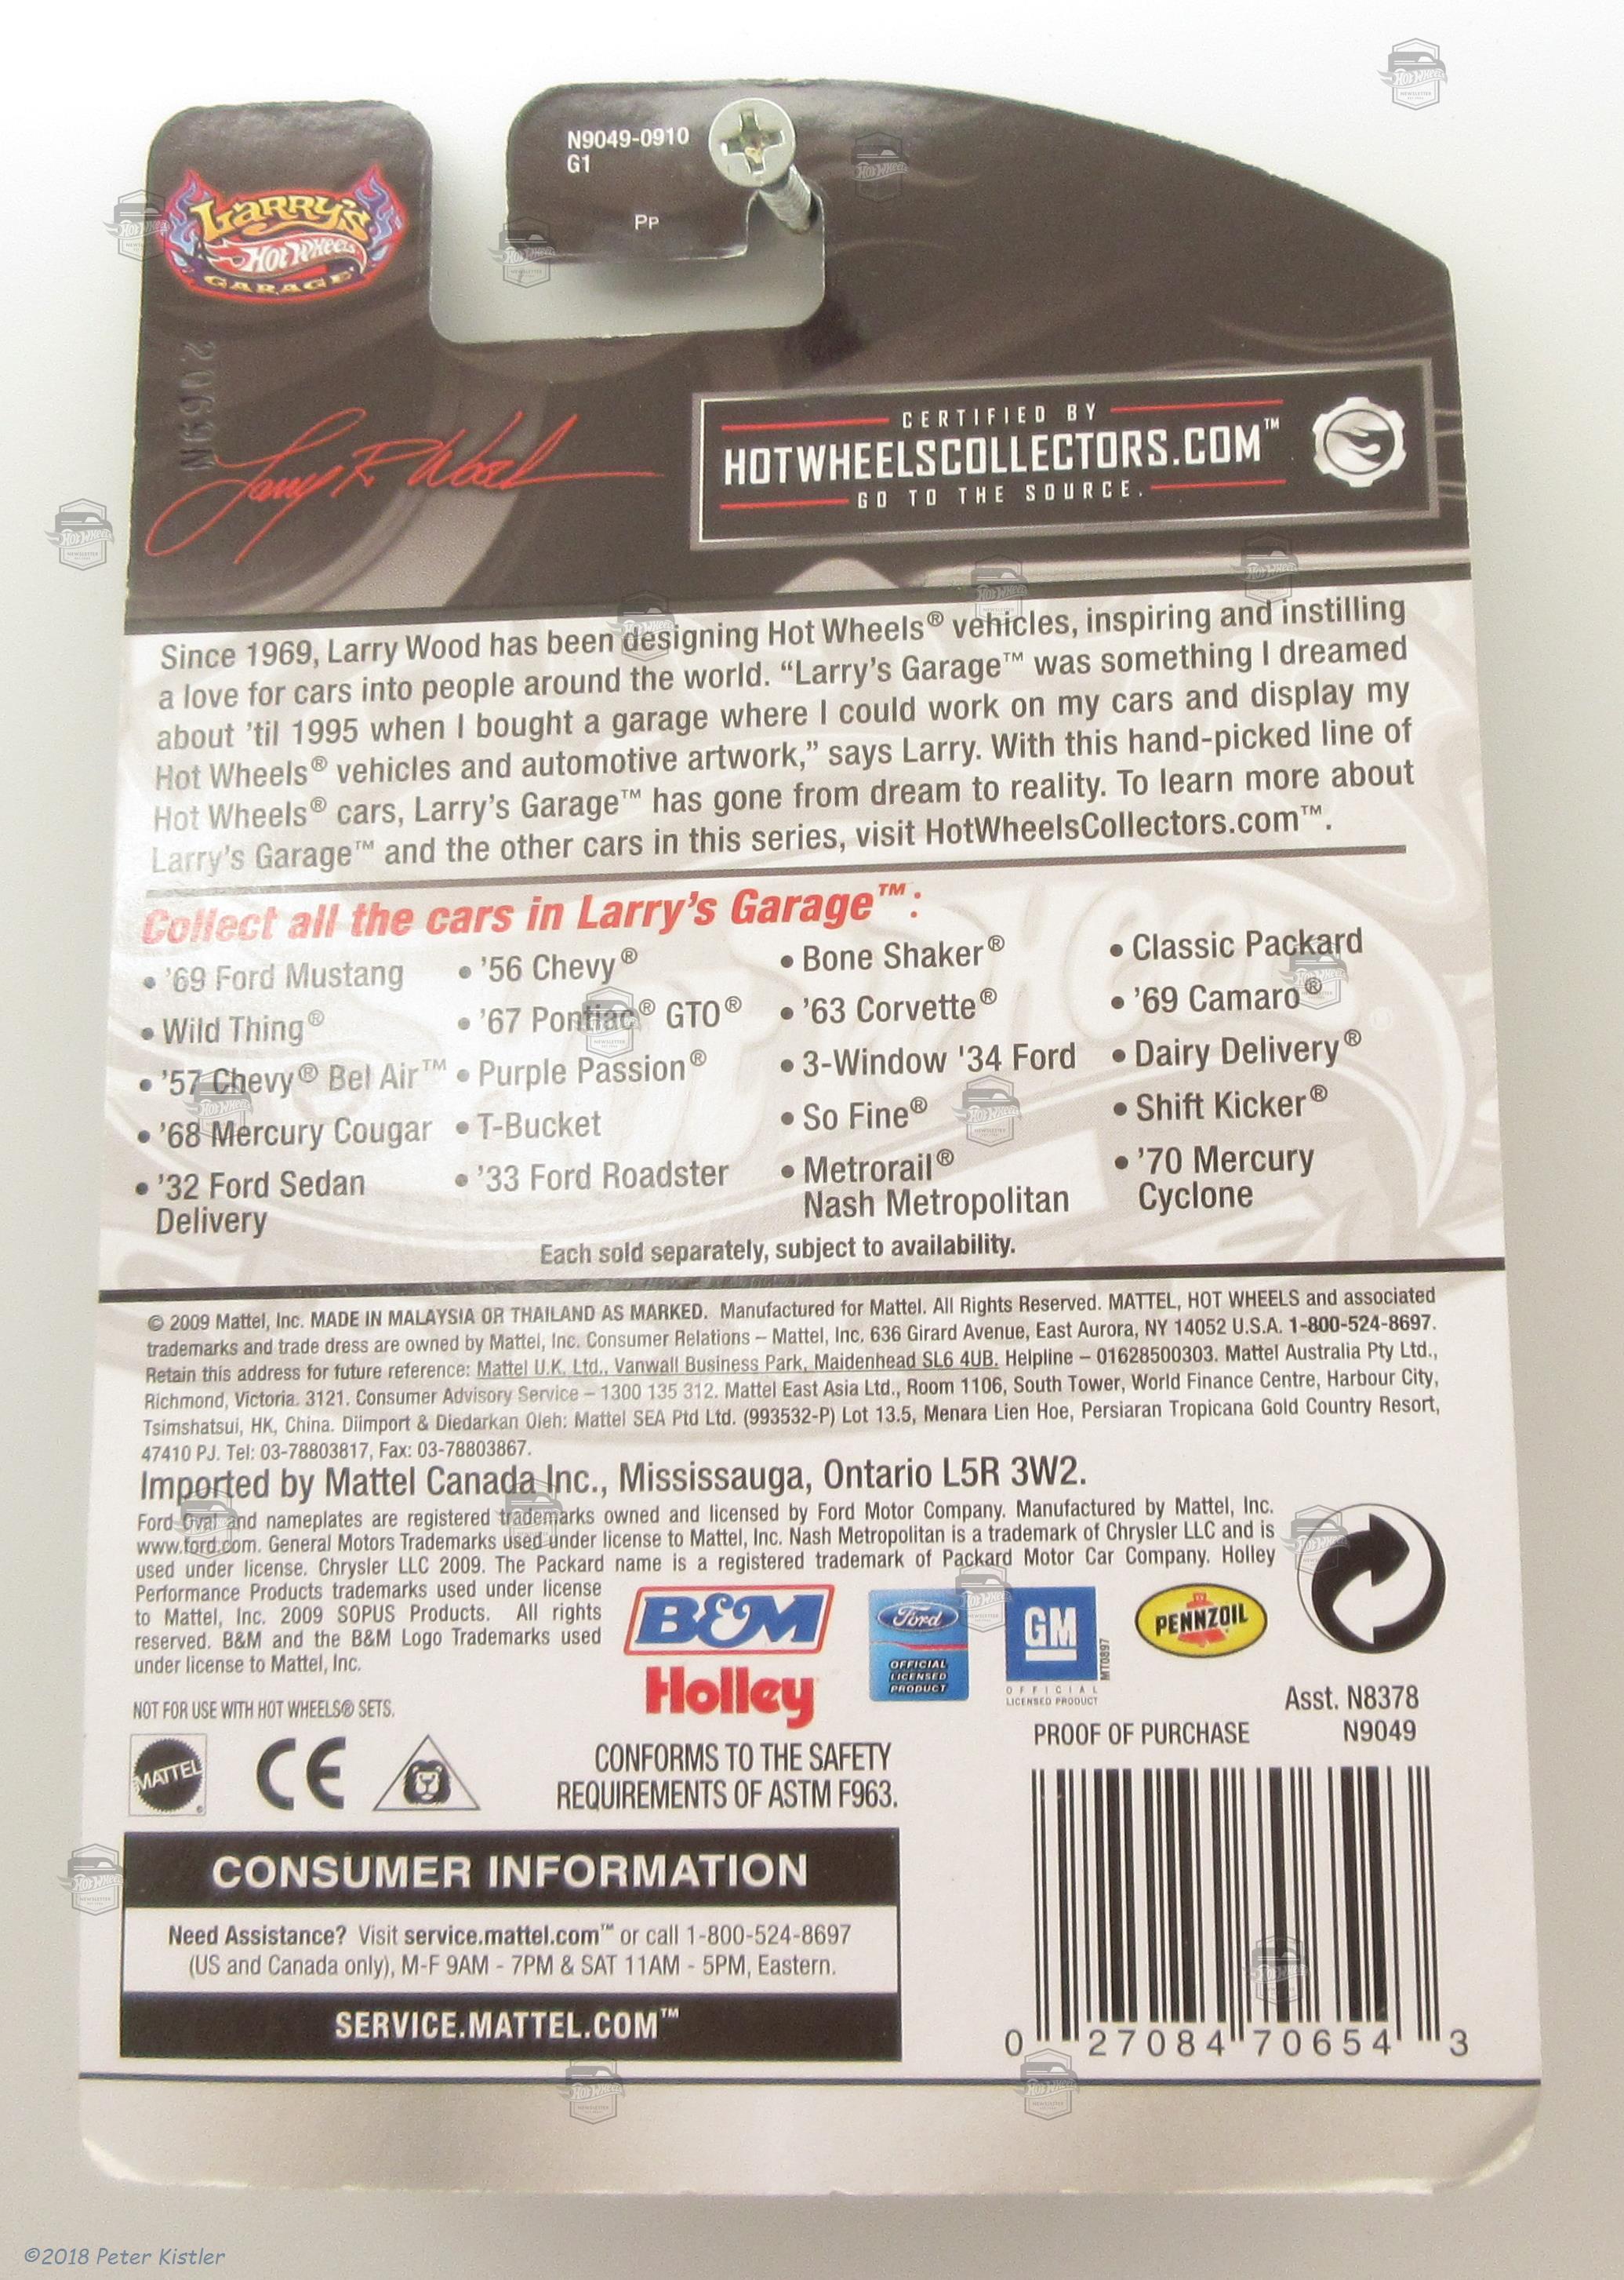 N9049-0910
G1
Pp
Larry's
Hot Wheels
GARAGE
Larry R. Wood
CERTIFIED BY
HOTWHEELSCOLLECTORS.COM™
GO TO THE SOURCE.
Since 1969, Larry Wood has been designing Hot Wheels® vehicles, inspiring and instilling
a love for cars into people around the world. “Larry’s Garage™ was something I dreamed
about ’til 1995 when I bought a garage where I could work on my cars and display my
Hot Wheels® vehicles and automotive artwork,” says Larry. With this hand-picked line of
Hot Wheels® cars, Larry’s Garage™ has gone from dream to reality. To learn more about
Larry’s Garage™ and the other cars in this series, visit HotWheelsCollectors.com™.
Collect all the cars in Larry’s Garage™:
• ’69 Ford Mustang
• Wild Thing®
• ’57 Chevy® Bel Air™
• ’68 Mercury Cougar
• ’32 Ford Sedan
Delivery
• ’56 Chevy®
• ’67 Pontiac® GTO®
• Purple Passion®
• T-Bucket
• ’33 Ford Roadster
• Bone Shaker®
• ’63 Corvette®
• 3-Window '34 Ford
• So Fine®
• Metrorail®
Nash Metropolitan
• Classic Packard
• ’69 Camaro®
• Dairy Delivery®
• Shift Kicker®
• ’70 Mercury
Cyclone
Each sold separately, subject to availability.
© 2009 Mattel, Inc. MADE IN MALAYSIA OR THAILAND AS MARKED. Manufactured for Mattel. All Rights Reserved. MATTEL, HOT WHEELS and associated
trademarks and trade dress are owned by Mattel, Inc. Consumer Relations – Mattel, Inc. 636 Girard Avenue, East Aurora, NY 14052 U.S.A. 1-800-524-8697.
Retain this address for future reference: Mattel U.K. Ltd., Vanwall Business Park, Maidenhead SL6 4UB. Helpline – 01628500303. Mattel Australia Pty Ltd.,
Richmond, Victoria. 3121. Consumer Advisory Service – 1300 135 312. Mattel East Asia Ltd., Room 1106, South Tower, World Finance Centre, Harbour City,
Tsimshatsui, HK, China. Diimport & Diedarkan Oleh: Mattel SEA Ptd Ltd. (993532-P) Lot 13.5, Menara Lien Hoe, Persiaran Tropicana Gold Country Resort,
47410 PJ. Tel: 03-78803817, Fax: 03-78803867.
Imported by Mattel Canada Inc., Mississauga, Ontario L5R 3W2.
Ford Oval and nameplates are registered trademarks owned and licensed by Ford Motor Company. Manufactured by Mattel, Inc.
www.ford.com. General Motors Trademarks used under license to Mattel, Inc. Nash Metropolitan is a trademark of Chrysler LLC and is
used under license. Chrysler LLC 2009. The Packard name is a registered trademark of Packard Motor Car Company. Holley
Performance Products trademarks used under license
to Mattel, Inc. 2009 SOPUS Products. All rights
reserved. B&M and the B&M Logo Trademarks used
under license to Mattel, Inc.
B&M
Holley
Ford
OFFICIAL
LICENSED
PRODUCT
GM
MT0897
OFFICIAL
LICENSED PRODUCT
PENNZOIL
NOT FOR USE WITH HOT WHEELS® SETS.
MATTEL
CE
CONFORMS TO THE SAFETY
REQUIREMENTS OF ASTM F963.
Asst. N8378
PROOF OF PURCHASE N9049
CONSUMER INFORMATION
Need Assistance? Visit service.mattel.com™ or call 1-800-524-8697
(US and Canada only), M-F 9AM - 7PM & SAT 11AM - 5PM, Eastern.
SERVICE.MATTEL.COM™
0 27084 70654 3
©2018 Peter Kistler